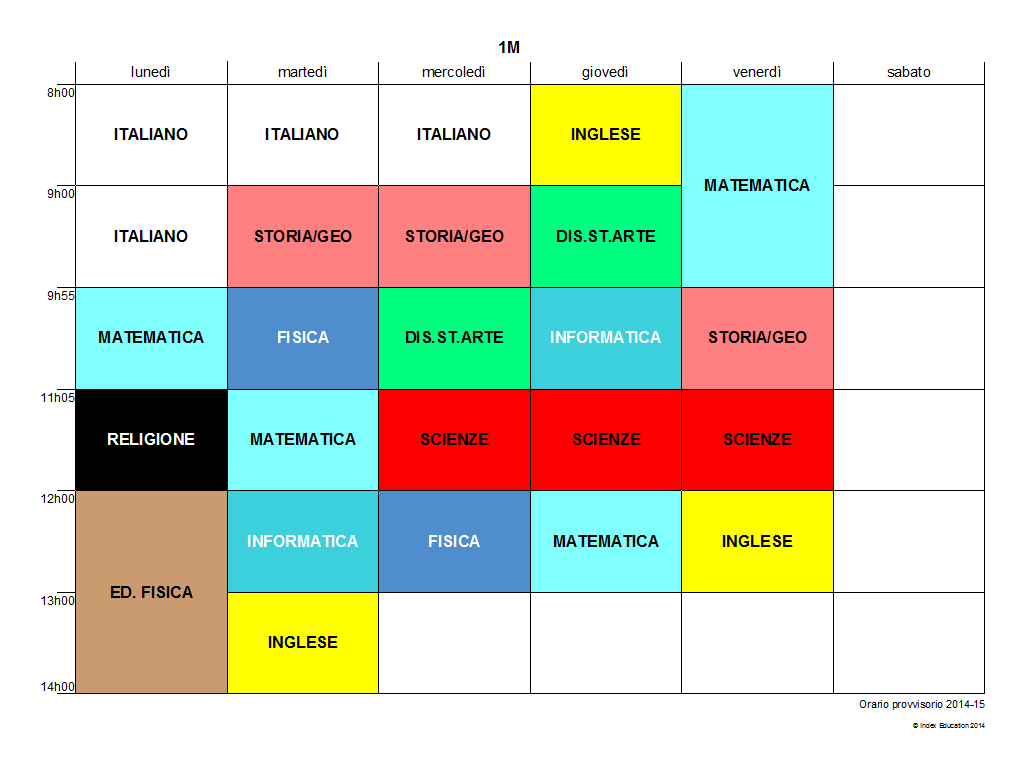 1M
lunedì martedì mercoledì giovedì venerdì sabato
8h00
ITALIANO ITALIANO ITALIANO INGLESE
MATEMATICA
9h00
ITALIANO STORIA/GEO STORIA/GEO DIS.ST.ARTE
9h55
MATEMATICA FISICA DIS.ST.ARTE INFORMATICA STORIA/GEO
11h05
RELIGIONE MATEMATICA SCIENZE SCIENZE SCIENZE
12h00
INFORMATICA FISICA MATEMATICA INGLESE
ED. FISICA
13h00
INGLESE
14h00
Orario provvisorio 2014-15
© Index Education 2014